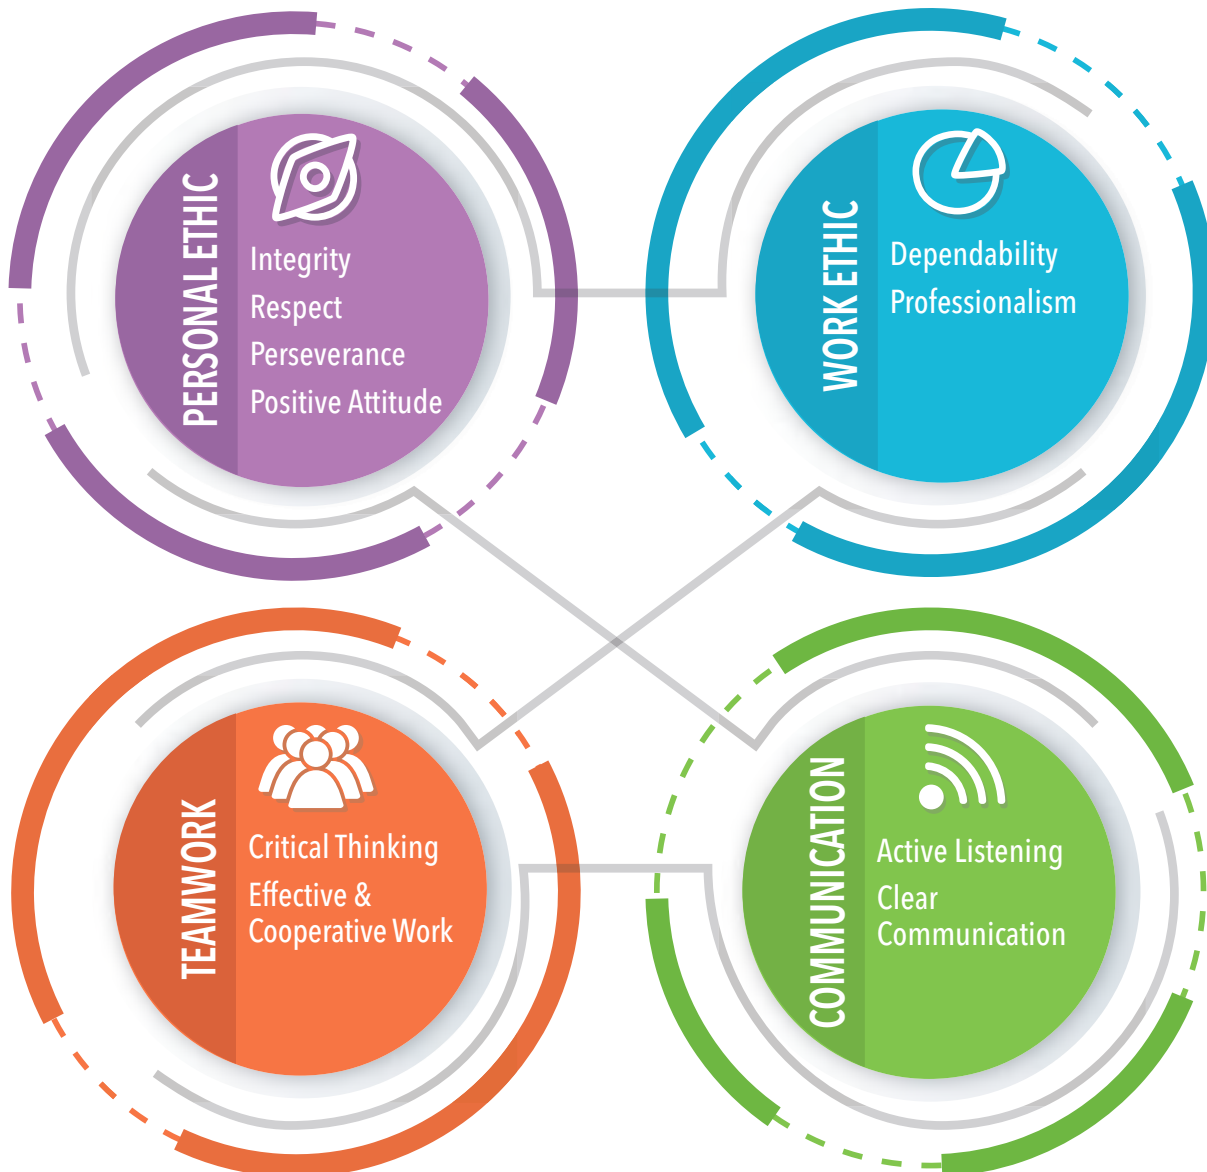 PERSONAL ETHIC
Integrity
Respect
Perseverance
Positive Attitude
WORK ETHIC
Dependability
Professionalism
TEAMWORK
Critical Thinking
Effective &
Cooperative Work
COMMUNICATION
Active Listening
Clear
Communication